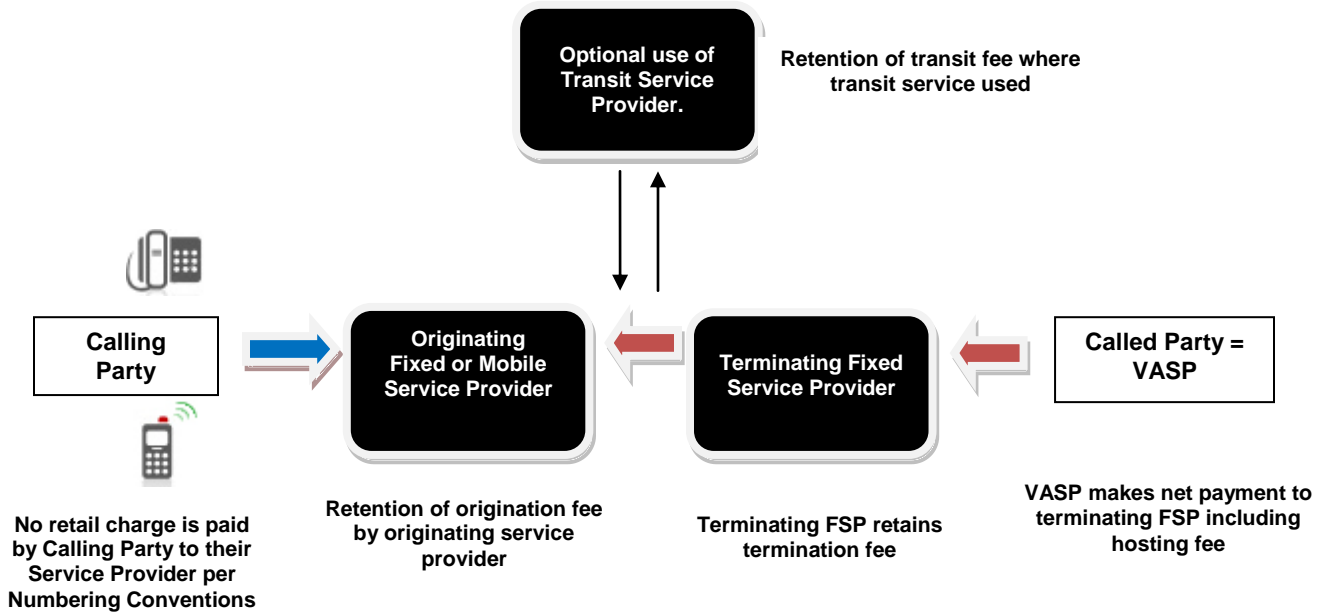 Optional use of
Transit Service
Provider.
Retention of transit fee where
transit service used
Calling
Party
Originating
Fixed or Mobile
Service Provider
Terminating Fixed
Service Provider
Called Party =
VASP
No retail charge is paid
by Calling Party to their
Service Provider per
Numbering Conventions
Retention of origination fee
by originating service
provider
Terminating FSP retains
termination fee
VASP makes net payment to
terminating FSP including
hosting fee